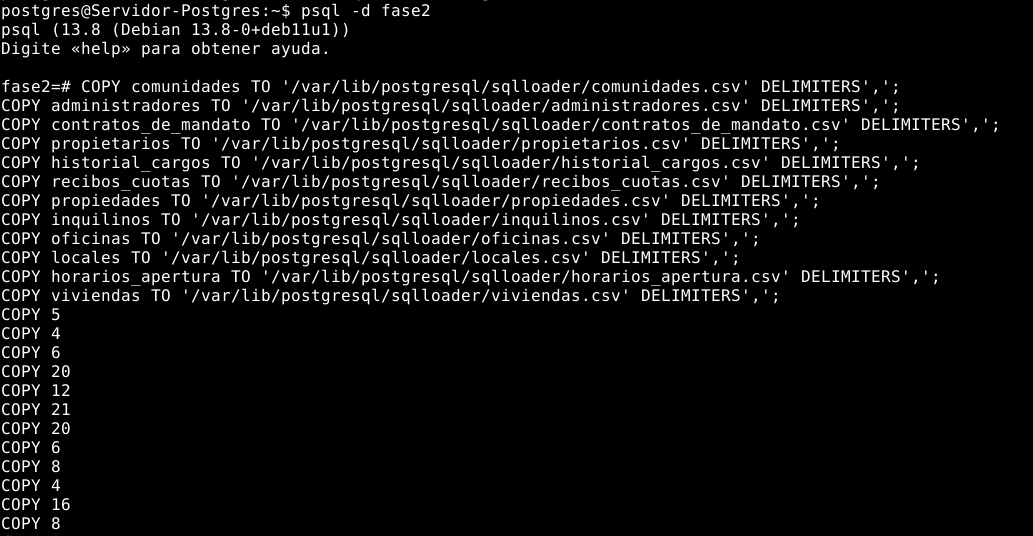 postgres@Servidor-Postgres:~$ psql -d fase2
psql (13.8 (Debian 13.8-0+deb11u1))
Digite «help» para obtener ayuda.
fase2=# COPY comunidades TO '/var/lib/postgresql/sqlloader/comunidades.csv' DELIMITERS',';
COPY administradores TO '/var/lib/postgresql/sqlloader/administradores.csv' DELIMITERS',';
COPY contratos_de_mandato TO '/var/lib/postgresql/sqlloader/contratos_de_mandato.csv' DELIMITERS',';
COPY propietarios TO '/var/lib/postgresql/sqlloader/propietarios.csv' DELIMITERS',';
COPY historial_cargos TO '/var/lib/postgresql/sqlloader/historial_cargos.csv' DELIMITERS',';
COPY recibos_cuotas TO '/var/lib/postgresql/sqlloader/recibos_cuotas.csv' DELIMITERS',';
COPY propiedades TO '/var/lib/postgresql/sqlloader/propiedades.csv' DELIMITERS',';
COPY inquilinos TO '/var/lib/postgresql/sqlloader/inquilinos.csv' DELIMITERS',';
COPY oficinas TO '/var/lib/postgresql/sqlloader/oficinas.csv' DELIMITERS',';
COPY locales TO '/var/lib/postgresql/sqlloader/locales.csv' DELIMITERS',';
COPY horarios_apertura TO '/var/lib/postgresql/sqlloader/horarios_apertura.csv' DELIMITERS',';
COPY viviendas TO '/var/lib/postgresql/sqlloader/viviendas.csv' DELIMITERS',';
COPY 5
COPY 4
COPY 6
COPY 20
COPY 12
COPY 21
COPY 20
COPY 6
COPY 8
COPY 4
COPY 16
COPY 8